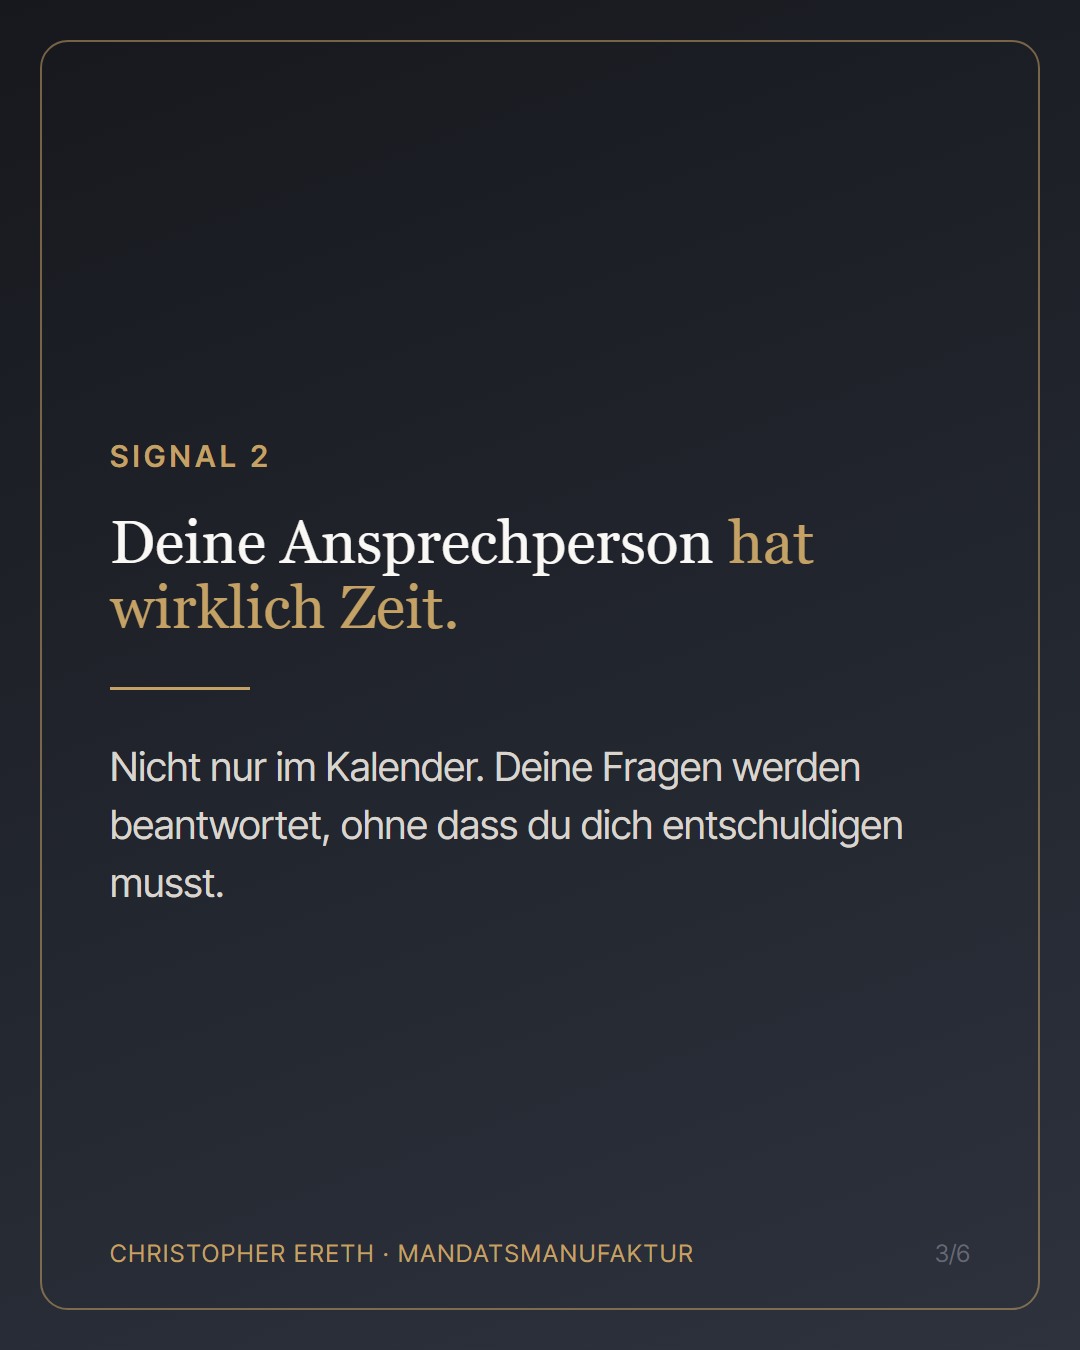 SIGNAL 2
Deine Ansprechperson hat
wirklich Zeit.
Nicht nur im Kalender. Deine Fragen werden
beantwortet, ohne dass du dich entschuldigen
musst.
CHRISTOPHER ERETH · MANDATSMANUFAKTUR
3/6